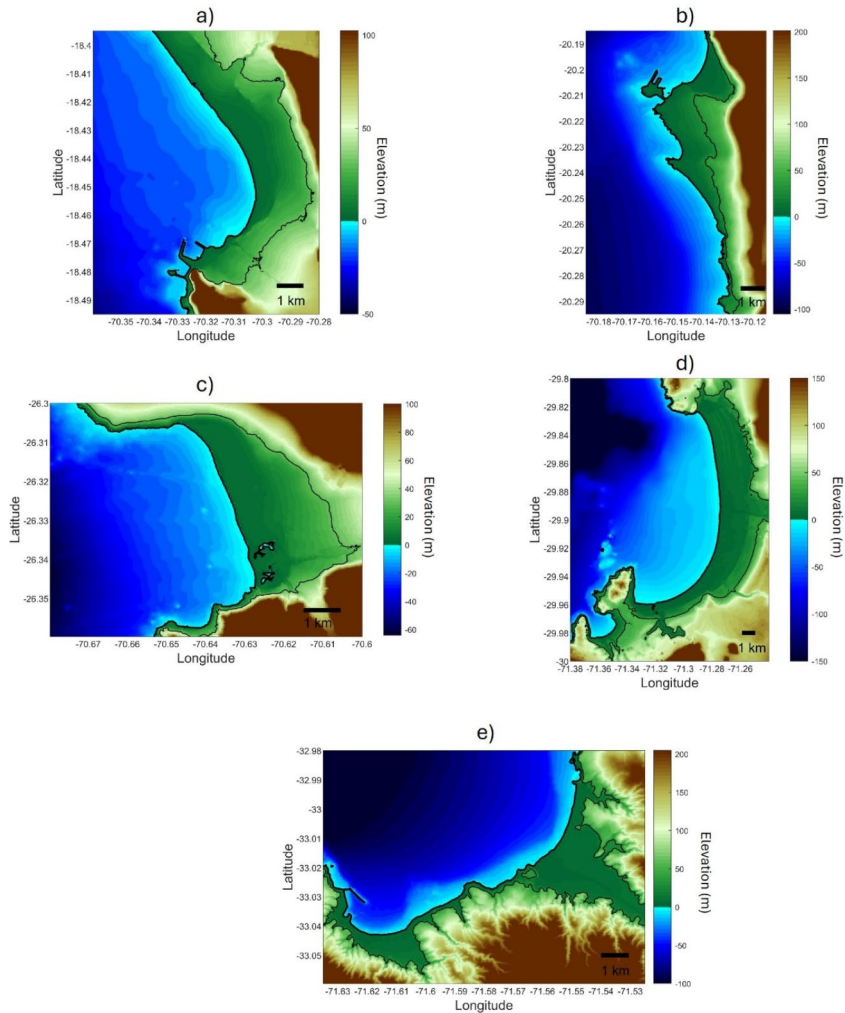 a)
-18.4
-18.41
-18.42
-18.43
-18.44
-18.45
-18.46
-18.47
-18.48
-18.49
Latitude
-70.35 -70.34 -70.33 -70.32 -70.31 -70.3 -70.29 -70.28
Longitude
1 km
100
50
0
-50
Elevation (m)
b)
-20.19
-20.2
-20.21
-20.22
-20.23
-20.24
-20.25
-20.26
-20.27
-20.28
-20.29
Latitude
-70.18 -70.17 -70.16 -70.15 -70.14 -70.13 -70.12
Longitude
1 km
200
150
100
50
0
-50
-100
Elevation (m)
c)
-26.3
-26.31
-26.32
-26.33
-26.34
-26.35
Latitude
-70.67 -70.66 -70.65 -70.64 -70.63 -70.62 -70.61 -70.6
Longitude
1 km
100
80
60
40
20
0
-20
-40
-60
Elevation (m)
d)
-29.8
-29.82
-29.84
-29.86
-29.88
-29.9
-29.92
-29.94
-29.96
-29.98
-30
Latitude
-71.38 -71.36 -71.34 -71.32 -71.3 -71.28 -71.26
Longitude
1 km
150
100
50
0
-50
-100
-150
Elevation (m)
e)
-32.98
-32.99
-33
-33.01
-33.02
-33.03
-33.04
-33.05
Latitude
-71.63 -71.62 -71.61 -71.6 -71.59 -71.58 -71.57 -71.56 -71.55 -71.54 -71.53
Longitude
1 km
200
150
100
50
0
-50
-100
Elevation (m)